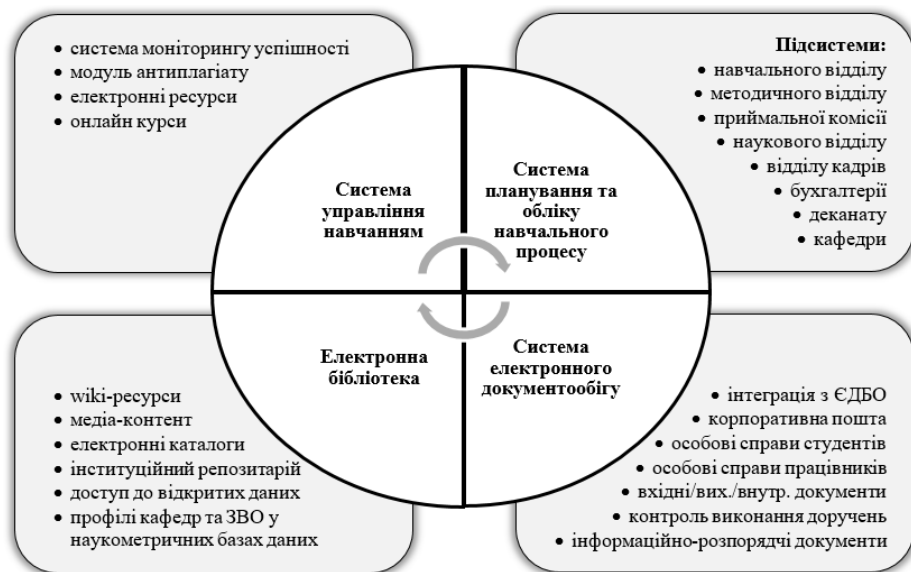 • система моніторингу успішності
• модуль антиплагіату
• електронні ресурси
• онлайн курси
Підсистеми:
• навчального відділу
• методичного відділу
• приймальної комісії
• наукового відділу
• відділу кадрів
• бухгалтерії
• деканату
• кафедри
Система
управління
навчанням
Система
планування та
обліку
навчального
процесу
Електронна
бібліотека
Система
електронного
документообігу
• wiki-ресурси
• медіа-контент
• електронні каталоги
• інституційний репозитарій
• доступ до відкритих даних
• профілі кафедр та ЗВО у
наукометричних базах даних
• інтеграція з ЄДБО
• корпоративна пошта
• особові справи студентів
• особові справи працівників
• вхідні/вих./внутр. документи
• контроль виконання доручень
• інформаційно-розпорядчі документи